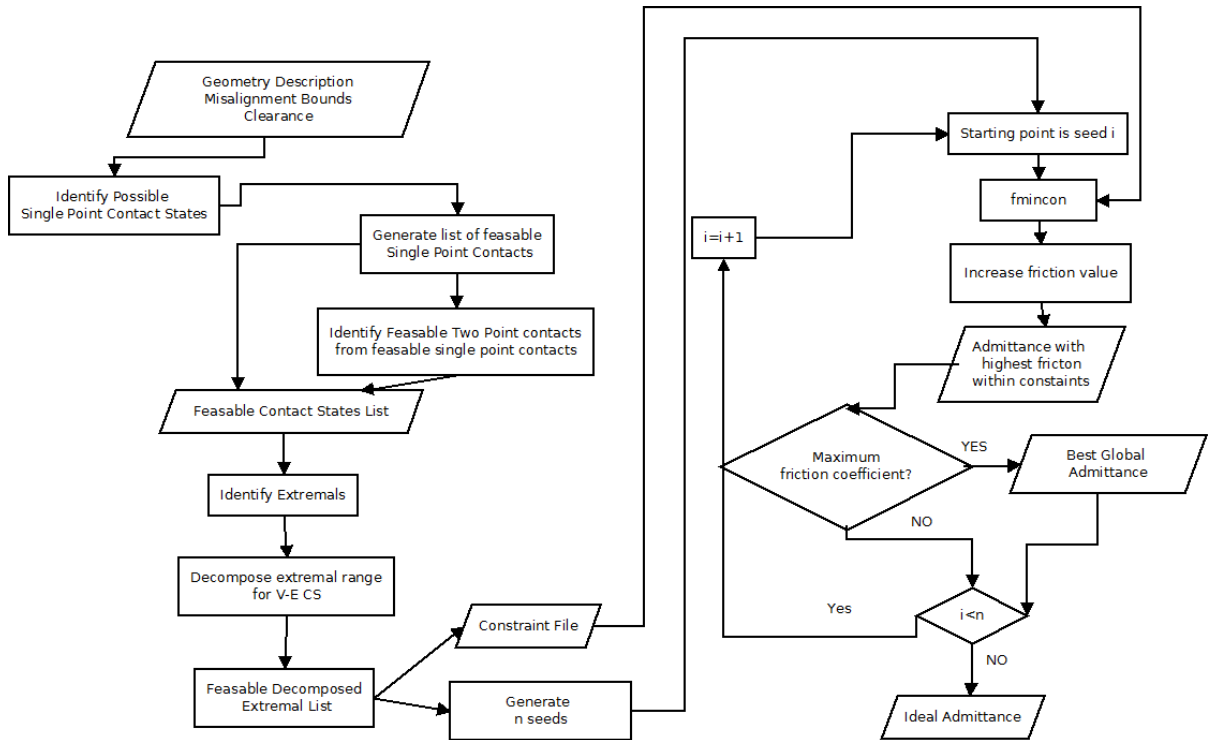 Geometry Description
Misalignment Bounds
Clearance
Identify Possible
Single Point Contact States
Generate list of feasable
Single Point Contacts
Identify Feasable Two Point contacts
from feasable single point contacts
Feasable Contact States List
Identify Extremals
Decompose extremal range
for V-E CS
Feasable Decomposed
Extremal List
Constraint File
Generate
n seeds
Starting point is seed i
fmincon
i=i+1
Increase friction value
Admittance with
highest fricton
within constaints
Maximum
friction coefficient?
YES
Best Global
Admittance
NO
Yes
i<n
NO
Ideal Admittance